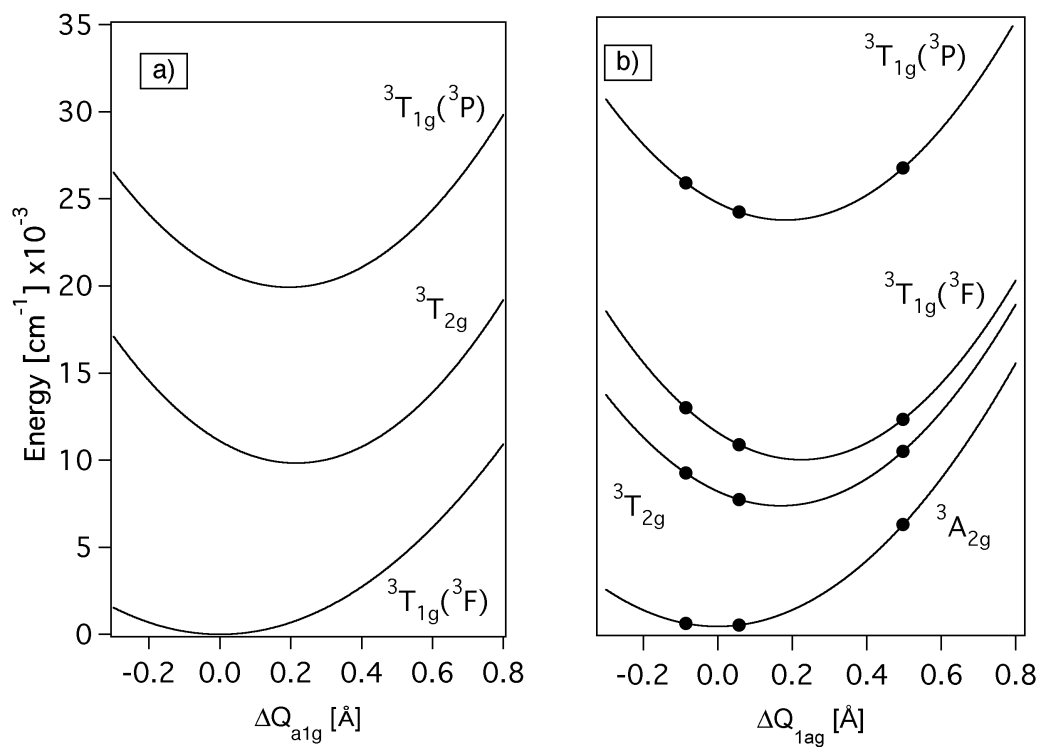 a)
35
30
25
20
15
10
5
0
Energy [cm⁻¹] x10⁻³
³T₁g(³P)
³T₂g
³T₁g(³F)
-0.2 0.0 0.2 0.4 0.6 0.8
ΔQa1g [Å]
b)
³T₁g(³P)
³T₁g(³F)
³T₂g
³A₂g
-0.2 0.0 0.2 0.4 0.6 0.8
ΔQ1ag [Å]